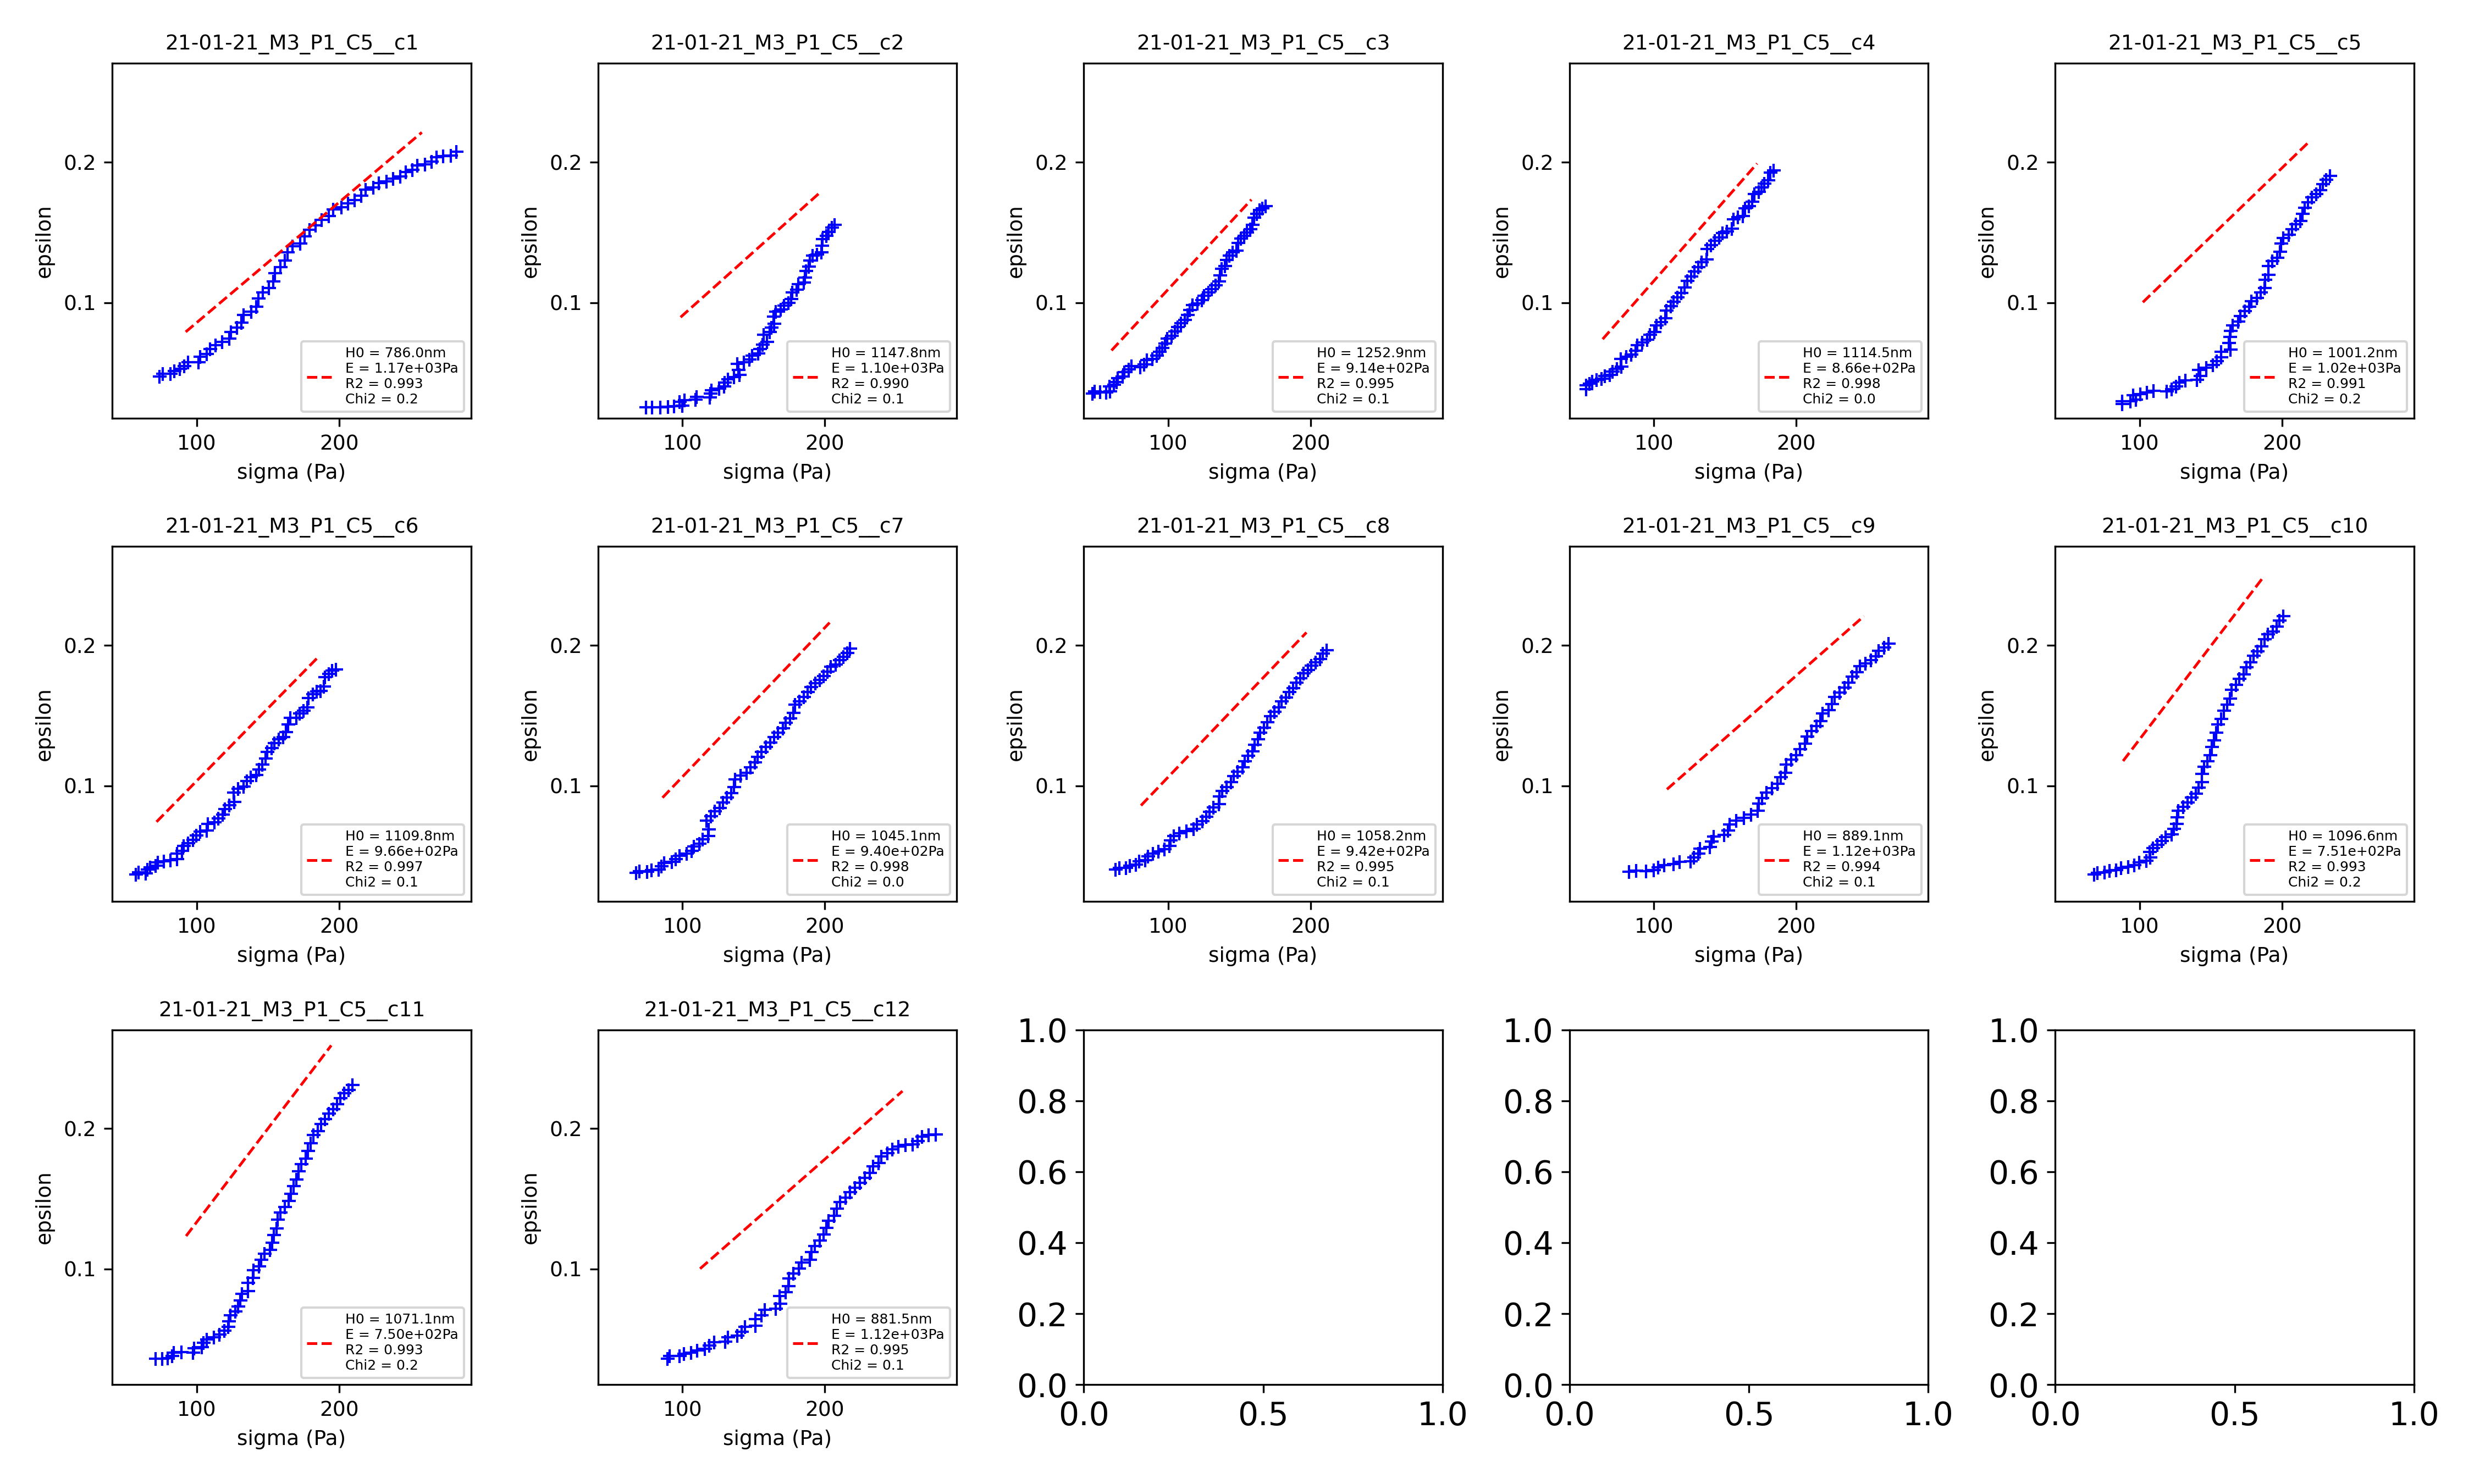 21-01-21_M3_P1_C5__c1
epsilon
0.2
0.1
H0 = 786.0nm
E = 1.17e+03Pa
R2 = 0.993
Chi2 = 0.2
100 200
sigma (Pa)
21-01-21_M3_P1_C5__c2
epsilon
0.2
0.1
H0 = 1147.8nm
E = 1.10e+03Pa
R2 = 0.990
Chi2 = 0.1
100 200
sigma (Pa)
21-01-21_M3_P1_C5__c3
epsilon
0.2
0.1
H0 = 1252.9nm
E = 9.14e+02Pa
R2 = 0.995
Chi2 = 0.1
100 200
sigma (Pa)
21-01-21_M3_P1_C5__c4
epsilon
0.2
0.1
H0 = 1114.5nm
E = 8.66e+02Pa
R2 = 0.998
Chi2 = 0.0
100 200
sigma (Pa)
21-01-21_M3_P1_C5__c5
epsilon
0.2
0.1
H0 = 1001.2nm
E = 1.02e+03Pa
R2 = 0.991
Chi2 = 0.2
100 200
sigma (Pa)
21-01-21_M3_P1_C5__c6
epsilon
0.2
0.1
H0 = 1109.8nm
E = 9.66e+02Pa
R2 = 0.997
Chi2 = 0.1
100 200
sigma (Pa)
21-01-21_M3_P1_C5__c7
epsilon
0.2
0.1
H0 = 1045.1nm
E = 9.40e+02Pa
R2 = 0.998
Chi2 = 0.0
100 200
sigma (Pa)
21-01-21_M3_P1_C5__c8
epsilon
0.2
0.1
H0 = 1058.2nm
E = 9.42e+02Pa
R2 = 0.995
Chi2 = 0.1
100 200
sigma (Pa)
21-01-21_M3_P1_C5__c9
epsilon
0.2
0.1
H0 = 889.1nm
E = 1.12e+03Pa
R2 = 0.994
Chi2 = 0.1
100 200
sigma (Pa)
21-01-21_M3_P1_C5__c10
epsilon
0.2
0.1
H0 = 1096.6nm
E = 7.51e+02Pa
R2 = 0.993
Chi2 = 0.2
100 200
sigma (Pa)
21-01-21_M3_P1_C5__c11
epsilon
0.2
0.1
H0 = 1071.1nm
E = 7.50e+02Pa
R2 = 0.993
Chi2 = 0.2
100 200
sigma (Pa)
21-01-21_M3_P1_C5__c12
epsilon
0.2
0.1
H0 = 881.5nm
E = 1.12e+03Pa
R2 = 0.995
Chi2 = 0.1
100 200
sigma (Pa)
1.0
0.8
0.6
0.4
0.2
0.0
0.0 0.5 1.0
1.0
0.8
0.6
0.4
0.2
0.0
0.0 0.5 1.0
1.0
0.8
0.6
0.4
0.2
0.0
0.0 0.5 1.0